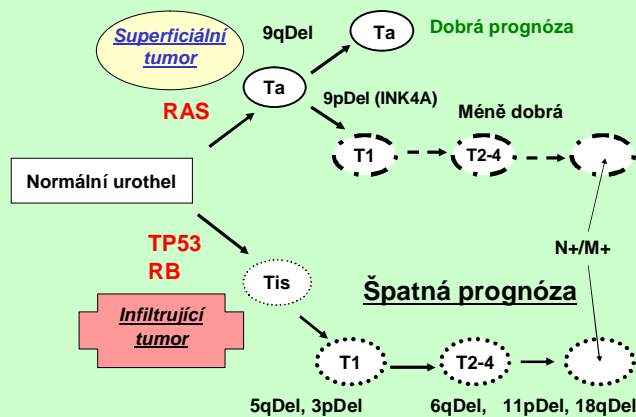 Superficiální
tumor
9qDel
Ta
Dobrá prognóza
Ta
RAS
9pDel (INK4A)
Méně dobrá
T1
T2-4
Normální urothel
TP53
RB
Tis
N+/M+
Špatná prognóza
Infiltrující
tumor
T1
T2-4
5qDel, 3pDel
6qDel, 11pDel, 18qDel